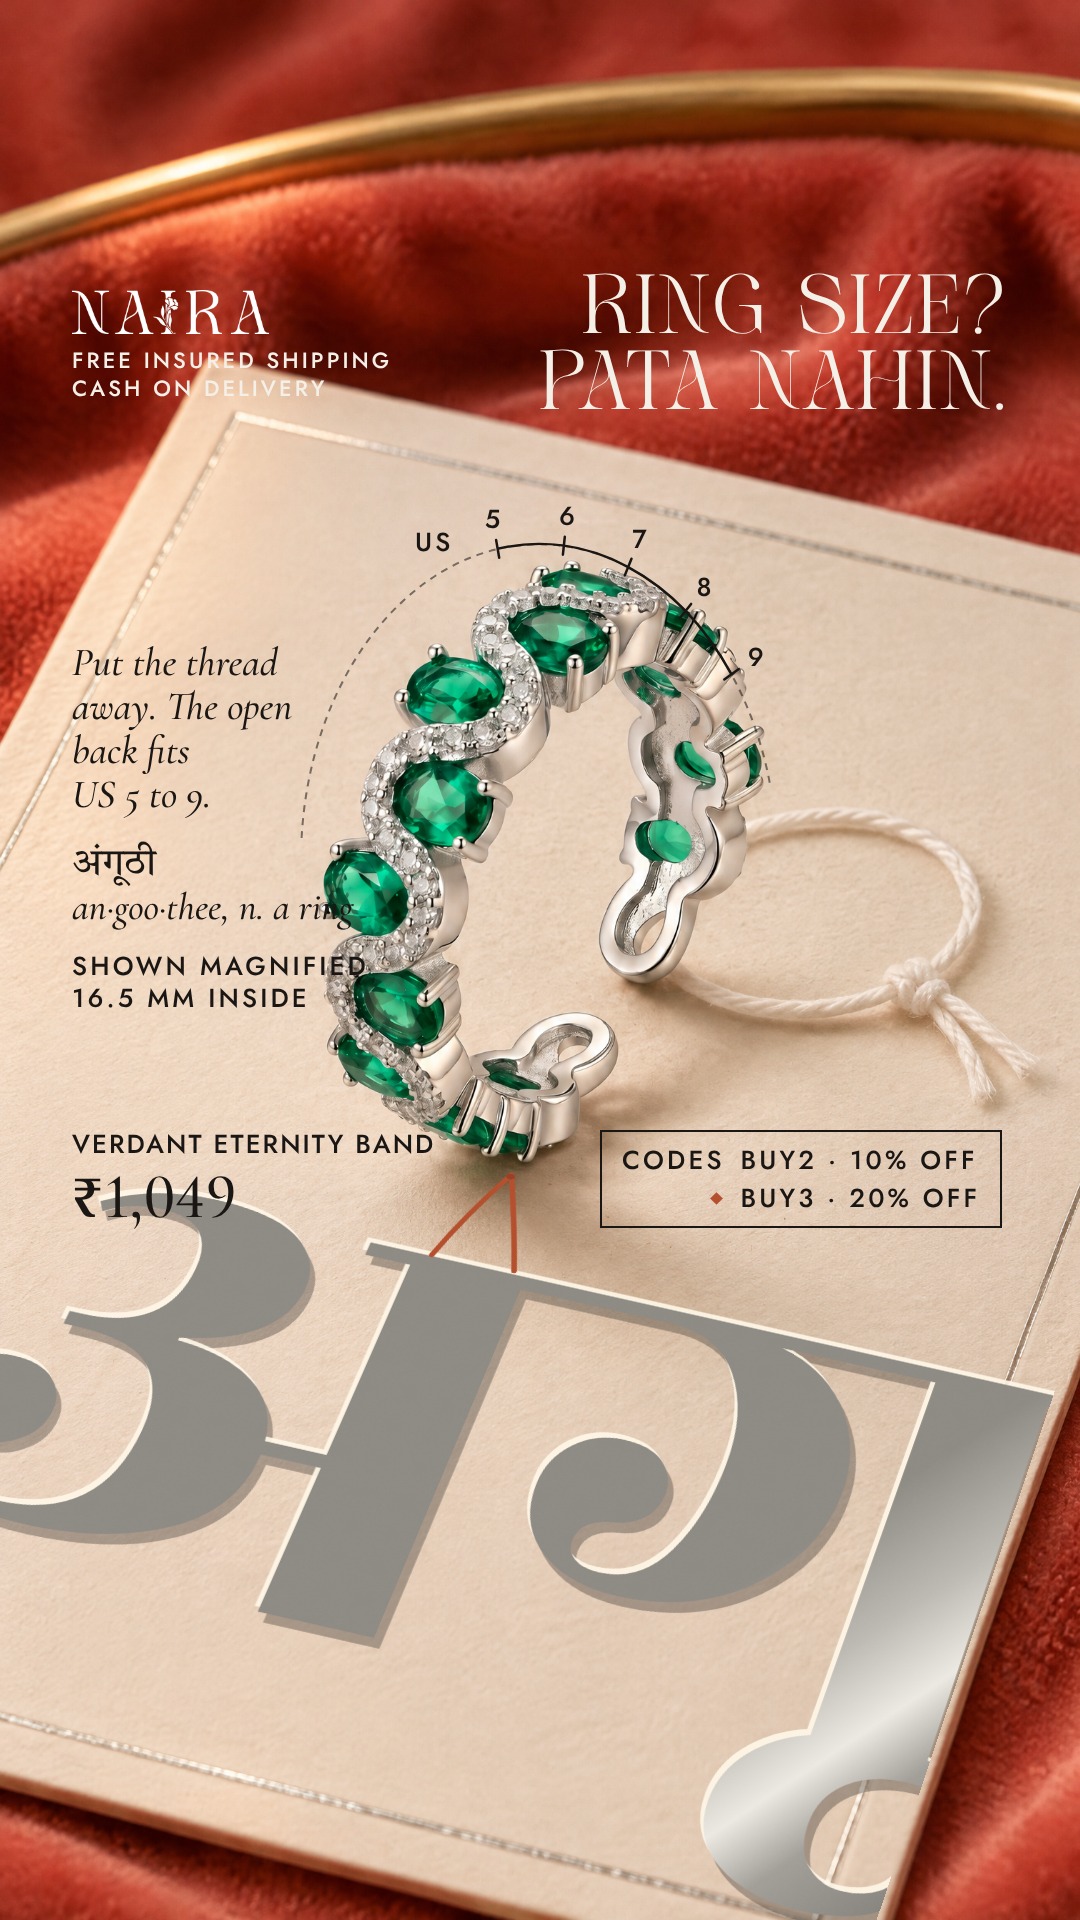 NAIRA
FREE INSURED SHIPPING
CASH ON DELIVERY
RING SIZE?
PATA NAHIN.
US 5 6 7 8 9
Put the thread
away. The open
back fits
US 5 to 9.
अंगूठी
an·goo·thee, n. a ring
SHOWN MAGNIFIED
16.5 MM INSIDE
VERDANT ETERNITY BAND
₹1,049
CODES BUY2 · 10% OFF
BUY3 · 20% OFF